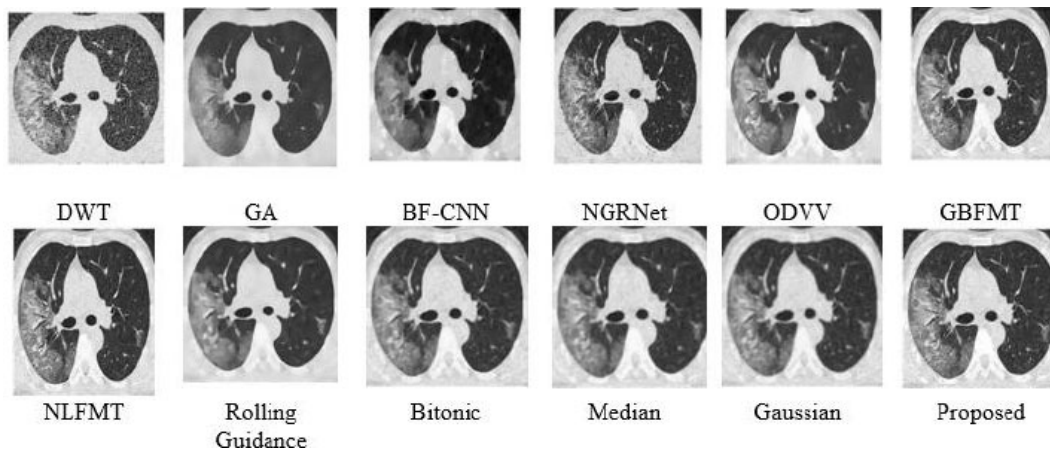 DWT
GA
BF-CNN
NGRNet
ODVV
GBFMT
NLFMT
Rolling
Guidance
Bitonic
Median
Gaussian
Proposed